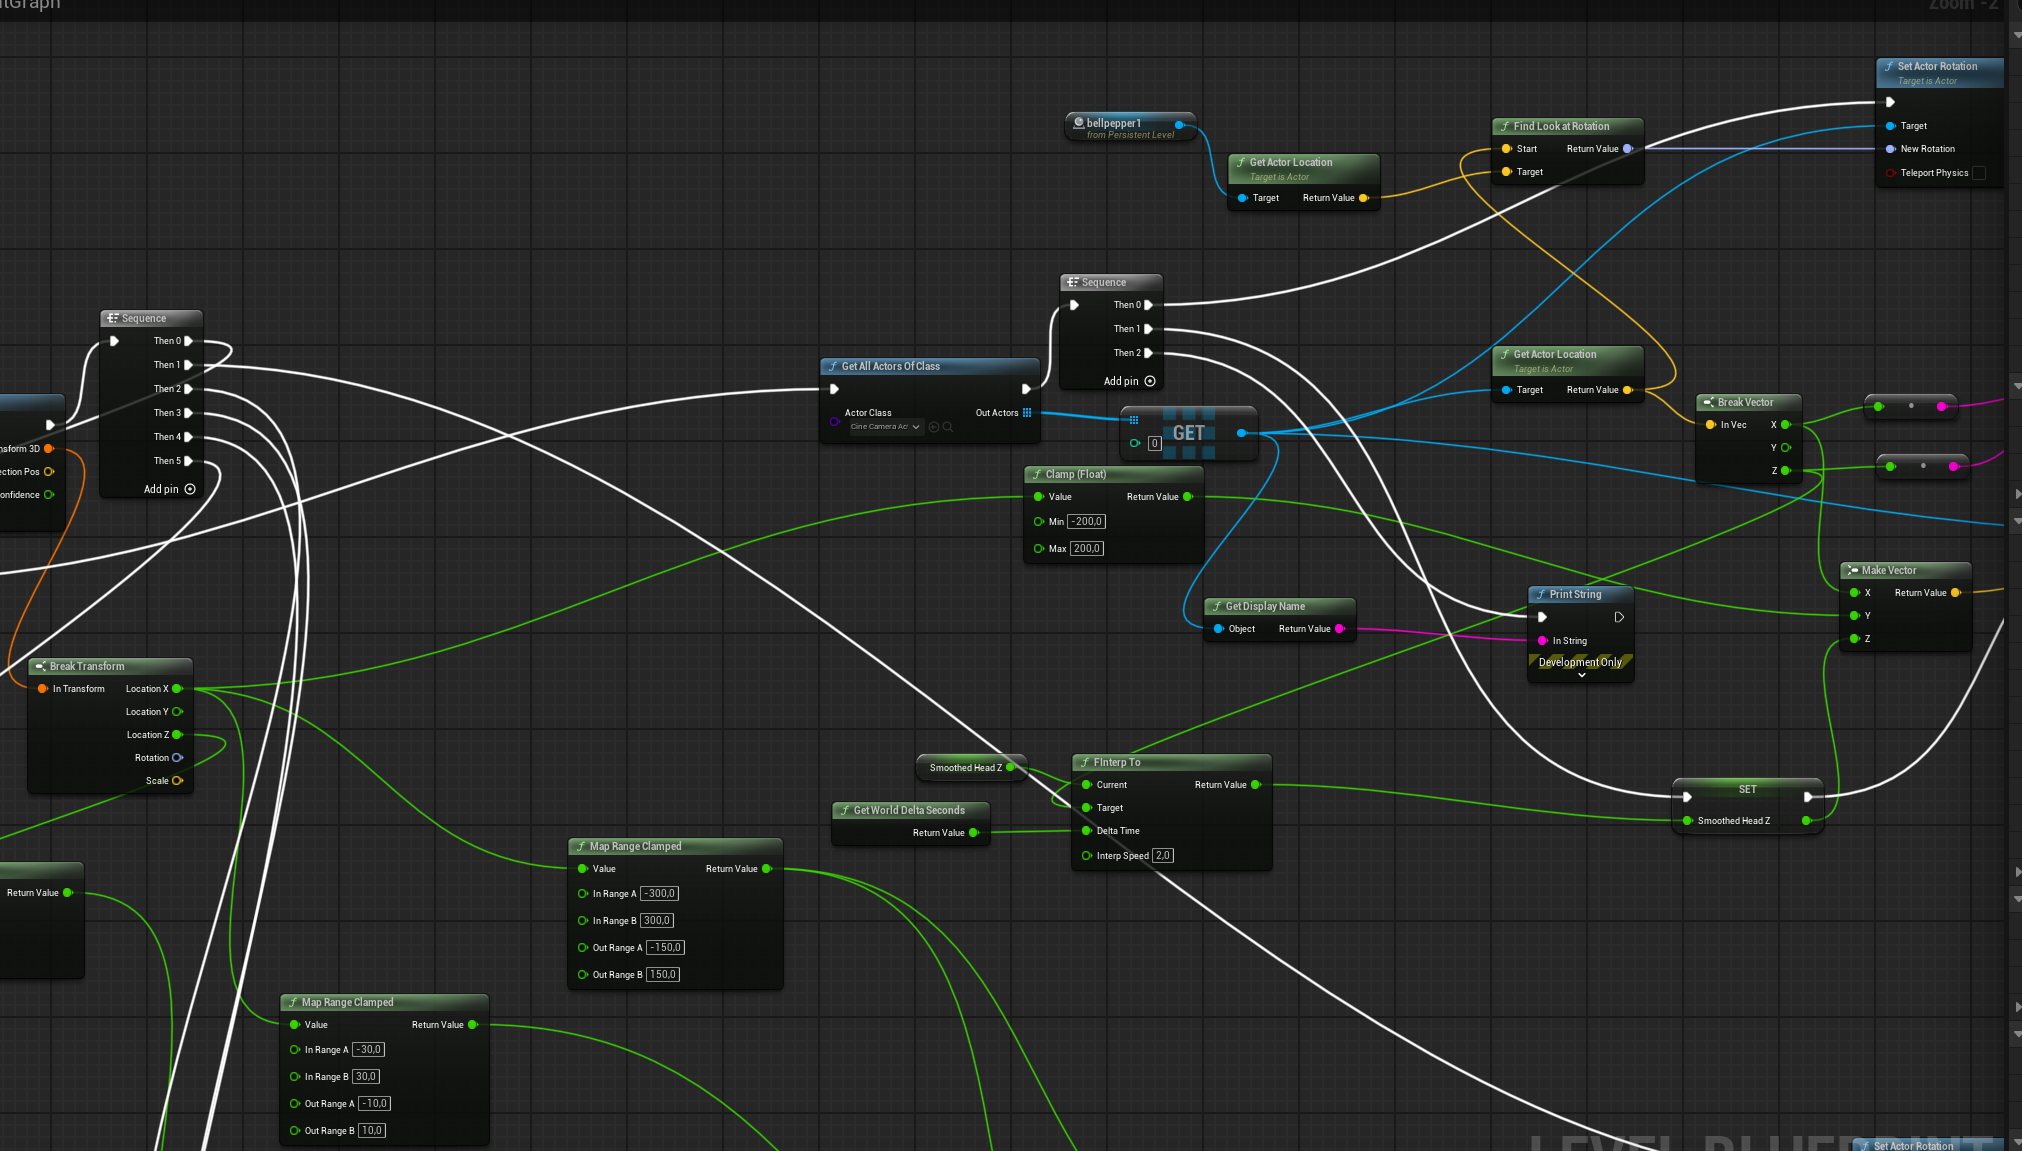 Zoom -2
Set Actor Rotation
Target is Actor
Target
New Rotation
Teleport Physics
bellpepper1
from Persistent Level
Find Look at Rotation
Start Return Value
Target
Get Actor Location
Target is Actor
Target Return Value
Sequence
Then 0
Then 1
Then 2
Add pin
Sequence
Then 0
Then 1
Then 2
Then 3
Then 4
Then 5
Add pin
Get All Actors Of Class
Actor Class Out Actors
Cine Camera Ac
GET
0
Get Actor Location
Target is Actor
Target Return Value
Break Vector
In Vec X
Y
Z
Clamp (Float)
Value Return Value
Min -200,0
Max 200,0
Get Display Name
Object Return Value
Print String
In String
Development Only
Make Vector
X Return Value
Y
Z
Break Transform
In Transform Location X
Location Y
Location Z
Rotation
Scale
Smoothed Head Z
FInterp To
Current Return Value
Target
Delta Time
Interp Speed 2,0
Get World Delta Seconds
Return Value
SET
Smoothed Head Z
Map Range Clamped
Value Return Value
In Range A -300,0
In Range B 300,0
Out Range A -150,0
Out Range B 150,0
Return Value
Map Range Clamped
Value Return Value
In Range A -30,0
In Range B 30,0
Out Range A -10,0
Out Range B 10,0
LEVEL BLUEPRINT
Set Actor Rotation